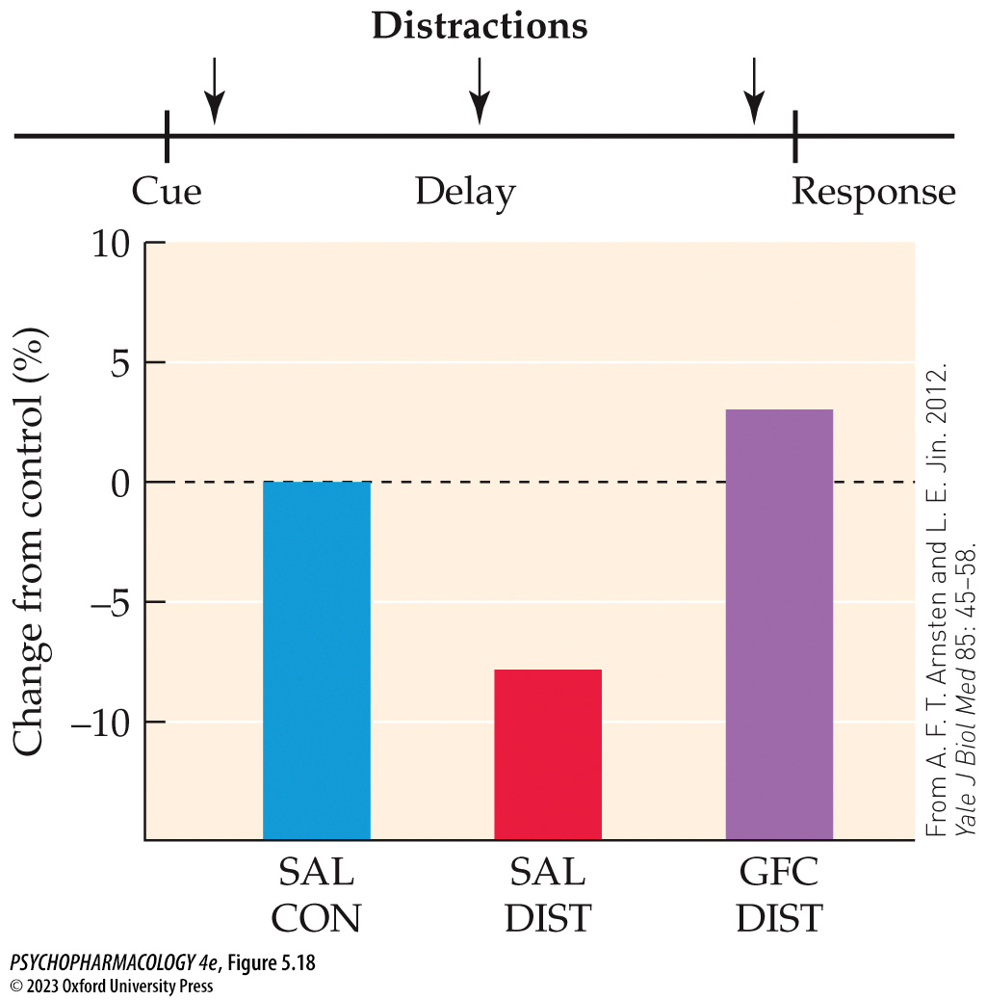 Distractions
Cue Delay Response
10
5
0
–5
–10
Change from control (%)
SAL
CON
SAL
DIST
GFC
DIST
From A. F. T. Arnsten and L. E. Jin. 2012.
Yale J Biol Med 85: 45–58.
PSYCHOPHARMACOLOGY 4e, Figure 5.18
© 2023 Oxford University Press